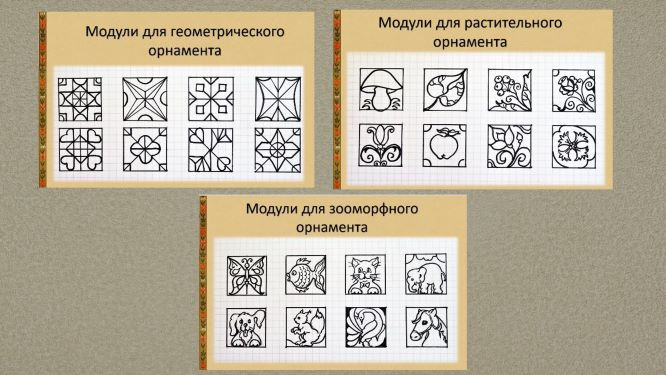 Модули для геометрического
орнамента
Модули для растительного
орнамента
Модули для зооморфного
орнамента